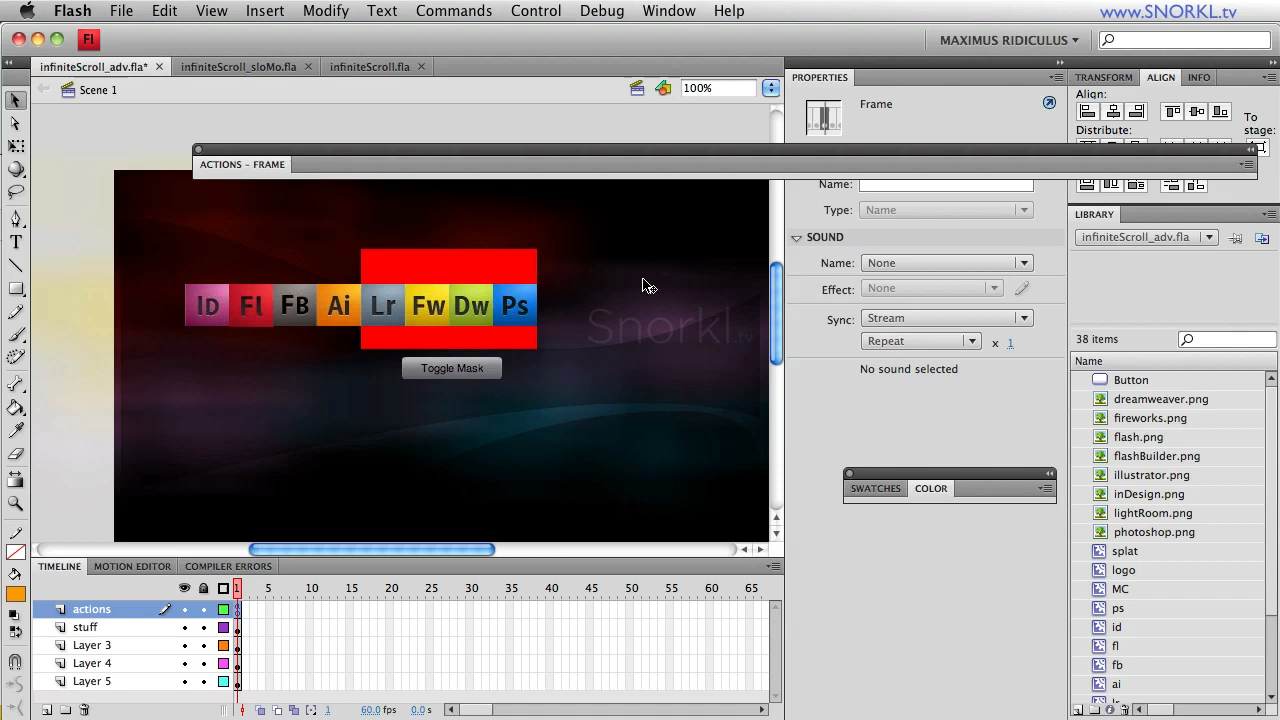 Flash File Edit View Insert Modify Text Commands Control Debug Window Help www.SNORKL.tv
Fl MAXIMUS RIDICULUS
infiniteScroll_adv.fla* infiniteScroll_sloMo.fla infiniteScroll.fla
Scene 1 100%
PROPERTIES
Frame
TRANSFORM ALIGN INFO
Align:
Distribute:
To
stage:
ACTIONS – FRAME
Name:
Type: Name
SOUND
Name: None
Effect: None
Sync: Stream
Repeat x 1
No sound selected
LIBRARY
infiniteScroll_adv.fla
38 items
Name
Button
dreamweaver.png
fireworks.png
flash.png
flashBuilder.png
illustrator.png
inDesign.png
lightRoom.png
photoshop.png
splat
logo
MC
ps
id
fl
fb
ai
Id Fl FB Ai Lr Fw Dw Ps
Snorkl.tv
Toggle Mask
SWATCHES COLOR
TIMELINE MOTION EDITOR COMPILER ERRORS
1 5 10 15 20 25 30 35 40 45 50 55 60 65
actions
stuff
Layer 3
Layer 4
Layer 5
1 60.0 fps 0.0 s